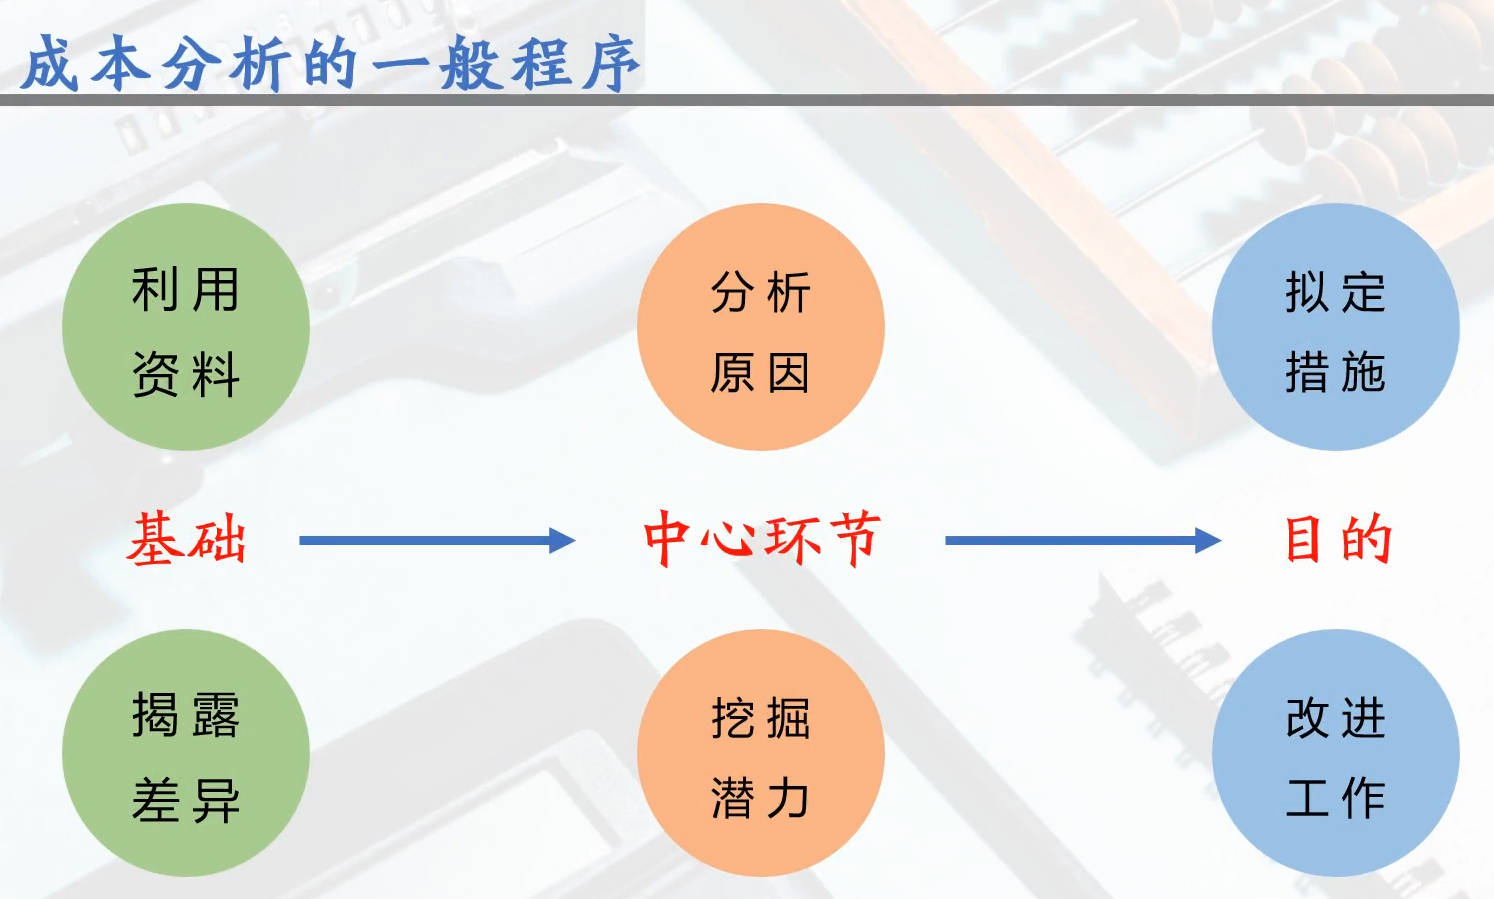 成本分析的一般程序
利用
资料
分析
原因
拟定
措施
基础
中心环节
目的
揭露
差异
挖掘
潜力
改进
工作